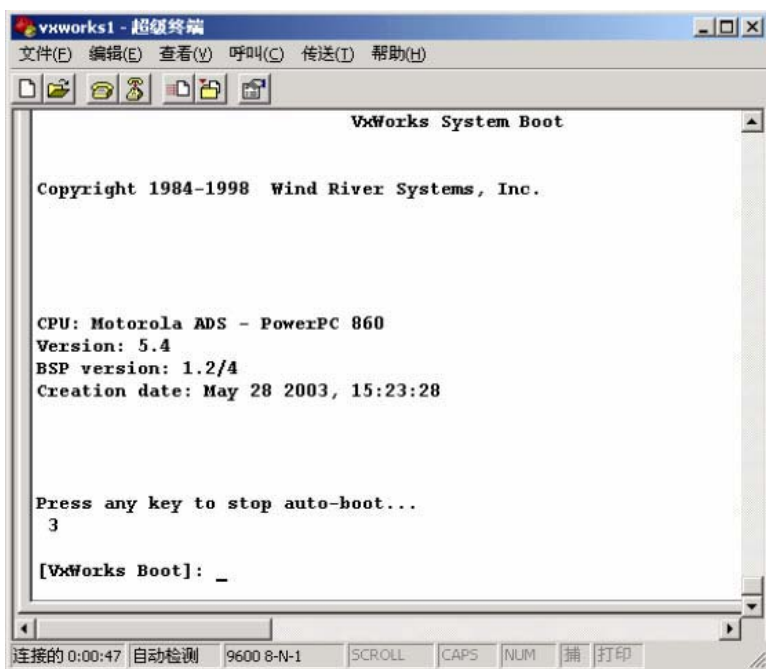 vxworks1 - 超级终端
文件(F) 编辑(E) 查看(V) 呼叫(C) 传送(T) 帮助(H)
VxWorks System Boot
Copyright 1984-1998 Wind River Systems, Inc.
CPU: Motorola ADS - PowerPC 860
Version: 5.4
BSP version: 1.2/4
Creation date: May 28 2003, 15:23:28
Press any key to stop auto-boot...
3
[VxWorks Boot]: _
连接的 0:00:47 自动检测 9600 8-N-1 SCROLL CAPS NUM 捕 打印